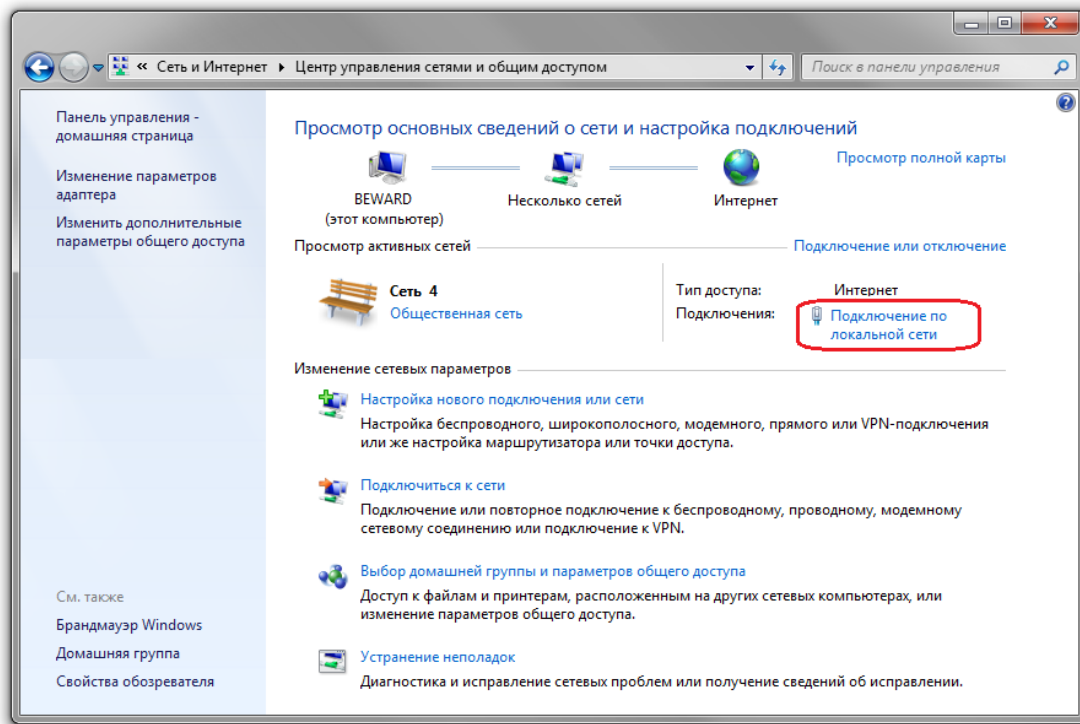 « Сеть и Интернет ▸ Центр управления сетями и общим доступом
Поиск в панели управления
Панель управления -
домашняя страница
Изменение параметров
адаптера
Изменить дополнительные
параметры общего доступа
См. также
Брандмауэр Windows
Домашняя группа
Свойства обозревателя
Просмотр основных сведений о сети и настройка подключений
Просмотр полной карты
BEWARD
(этот компьютер)
Несколько сетей
Интернет
Просмотр активных сетей
Подключение или отключение
Сеть 4
Общественная сеть
Тип доступа: Интернет
Подключения: Подключение по
локальной сети
Изменение сетевых параметров
Настройка нового подключения или сети
Настройка беспроводного, широкополосного, модемного, прямого или VPN-подключения
или же настройка маршрутизатора или точки доступа.
Подключиться к сети
Подключение или повторное подключение к беспроводному, проводному, модемному
сетевому соединению или подключение к VPN.
Выбор домашней группы и параметров общего доступа
Доступ к файлам и принтерам, расположенным на других сетевых компьютерах, или
изменение параметров общего доступа.
Устранение неполадок
Диагностика и исправление сетевых проблем или получение сведений об исправлении.